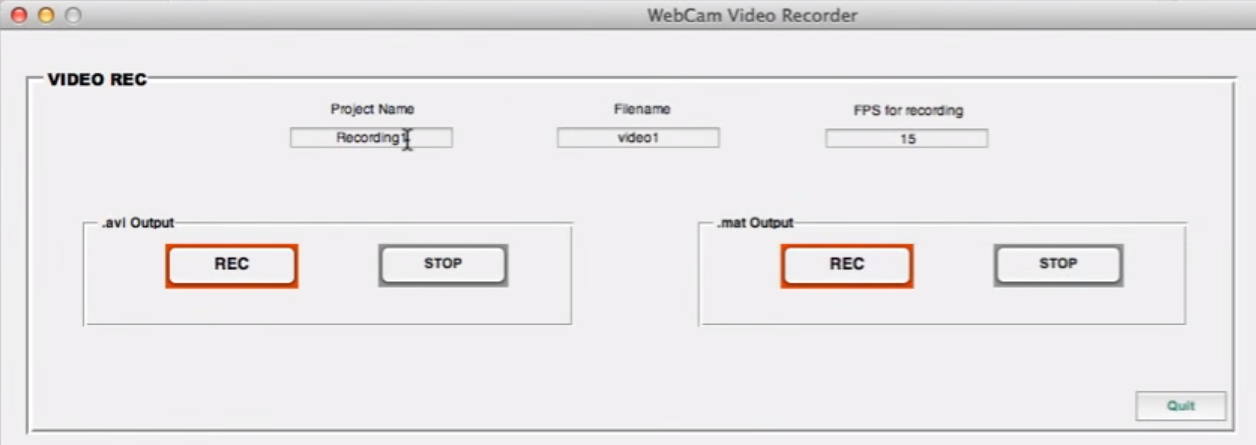 WebCam Video Recorder
VIDEO REC
Project Name
Filename
FPS for recording
Recording1
video1
15
.avi Output
.mat Output
REC
STOP
REC
STOP
Quit